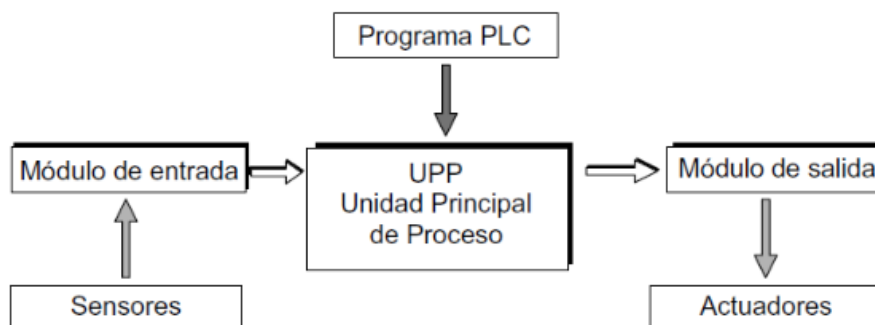 Programa PLC
Módulo de entrada
UPP
Unidad Principal
de Proceso
Módulo de salida
Sensores
Actuadores